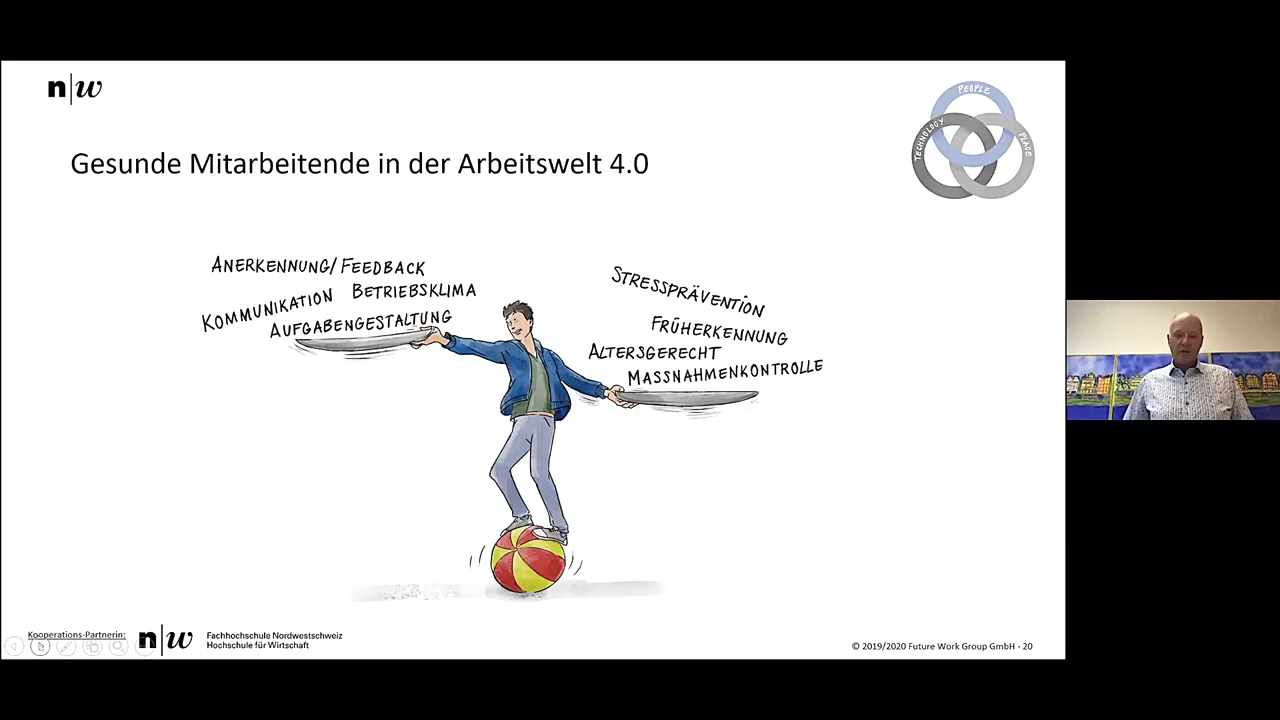 n|w
PEOPLE
TECHNOLOGY
PLACE
Gesunde Mitarbeitende in der Arbeitswelt 4.0
ANERKENNUNG/FEEDBACK
KOMMUNIKATION BETRIEBSKLIMA
AUFGABENGESTALTUNG
STRESSPRÄVENTION
FRÜHERKENNUNG
ALTERSGERECHT
MASSNAHMENKONTROLLE
Kooperations-Partnerin:
n|w
Fachhochschule Nordwestschweiz
Hochschule für Wirtschaft
© 2019/2020 Future Work Group GmbH - 20